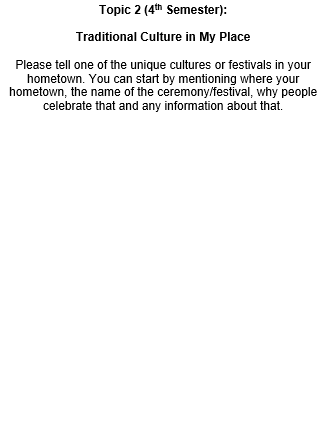 Topic 2 (4th Semester):
Traditional Culture in My Place
Please tell one of the unique cultures or festivals in your
hometown. You can start by mentioning where your
hometown, the name of the ceremony/festival, why people
celebrate that and any information about that.